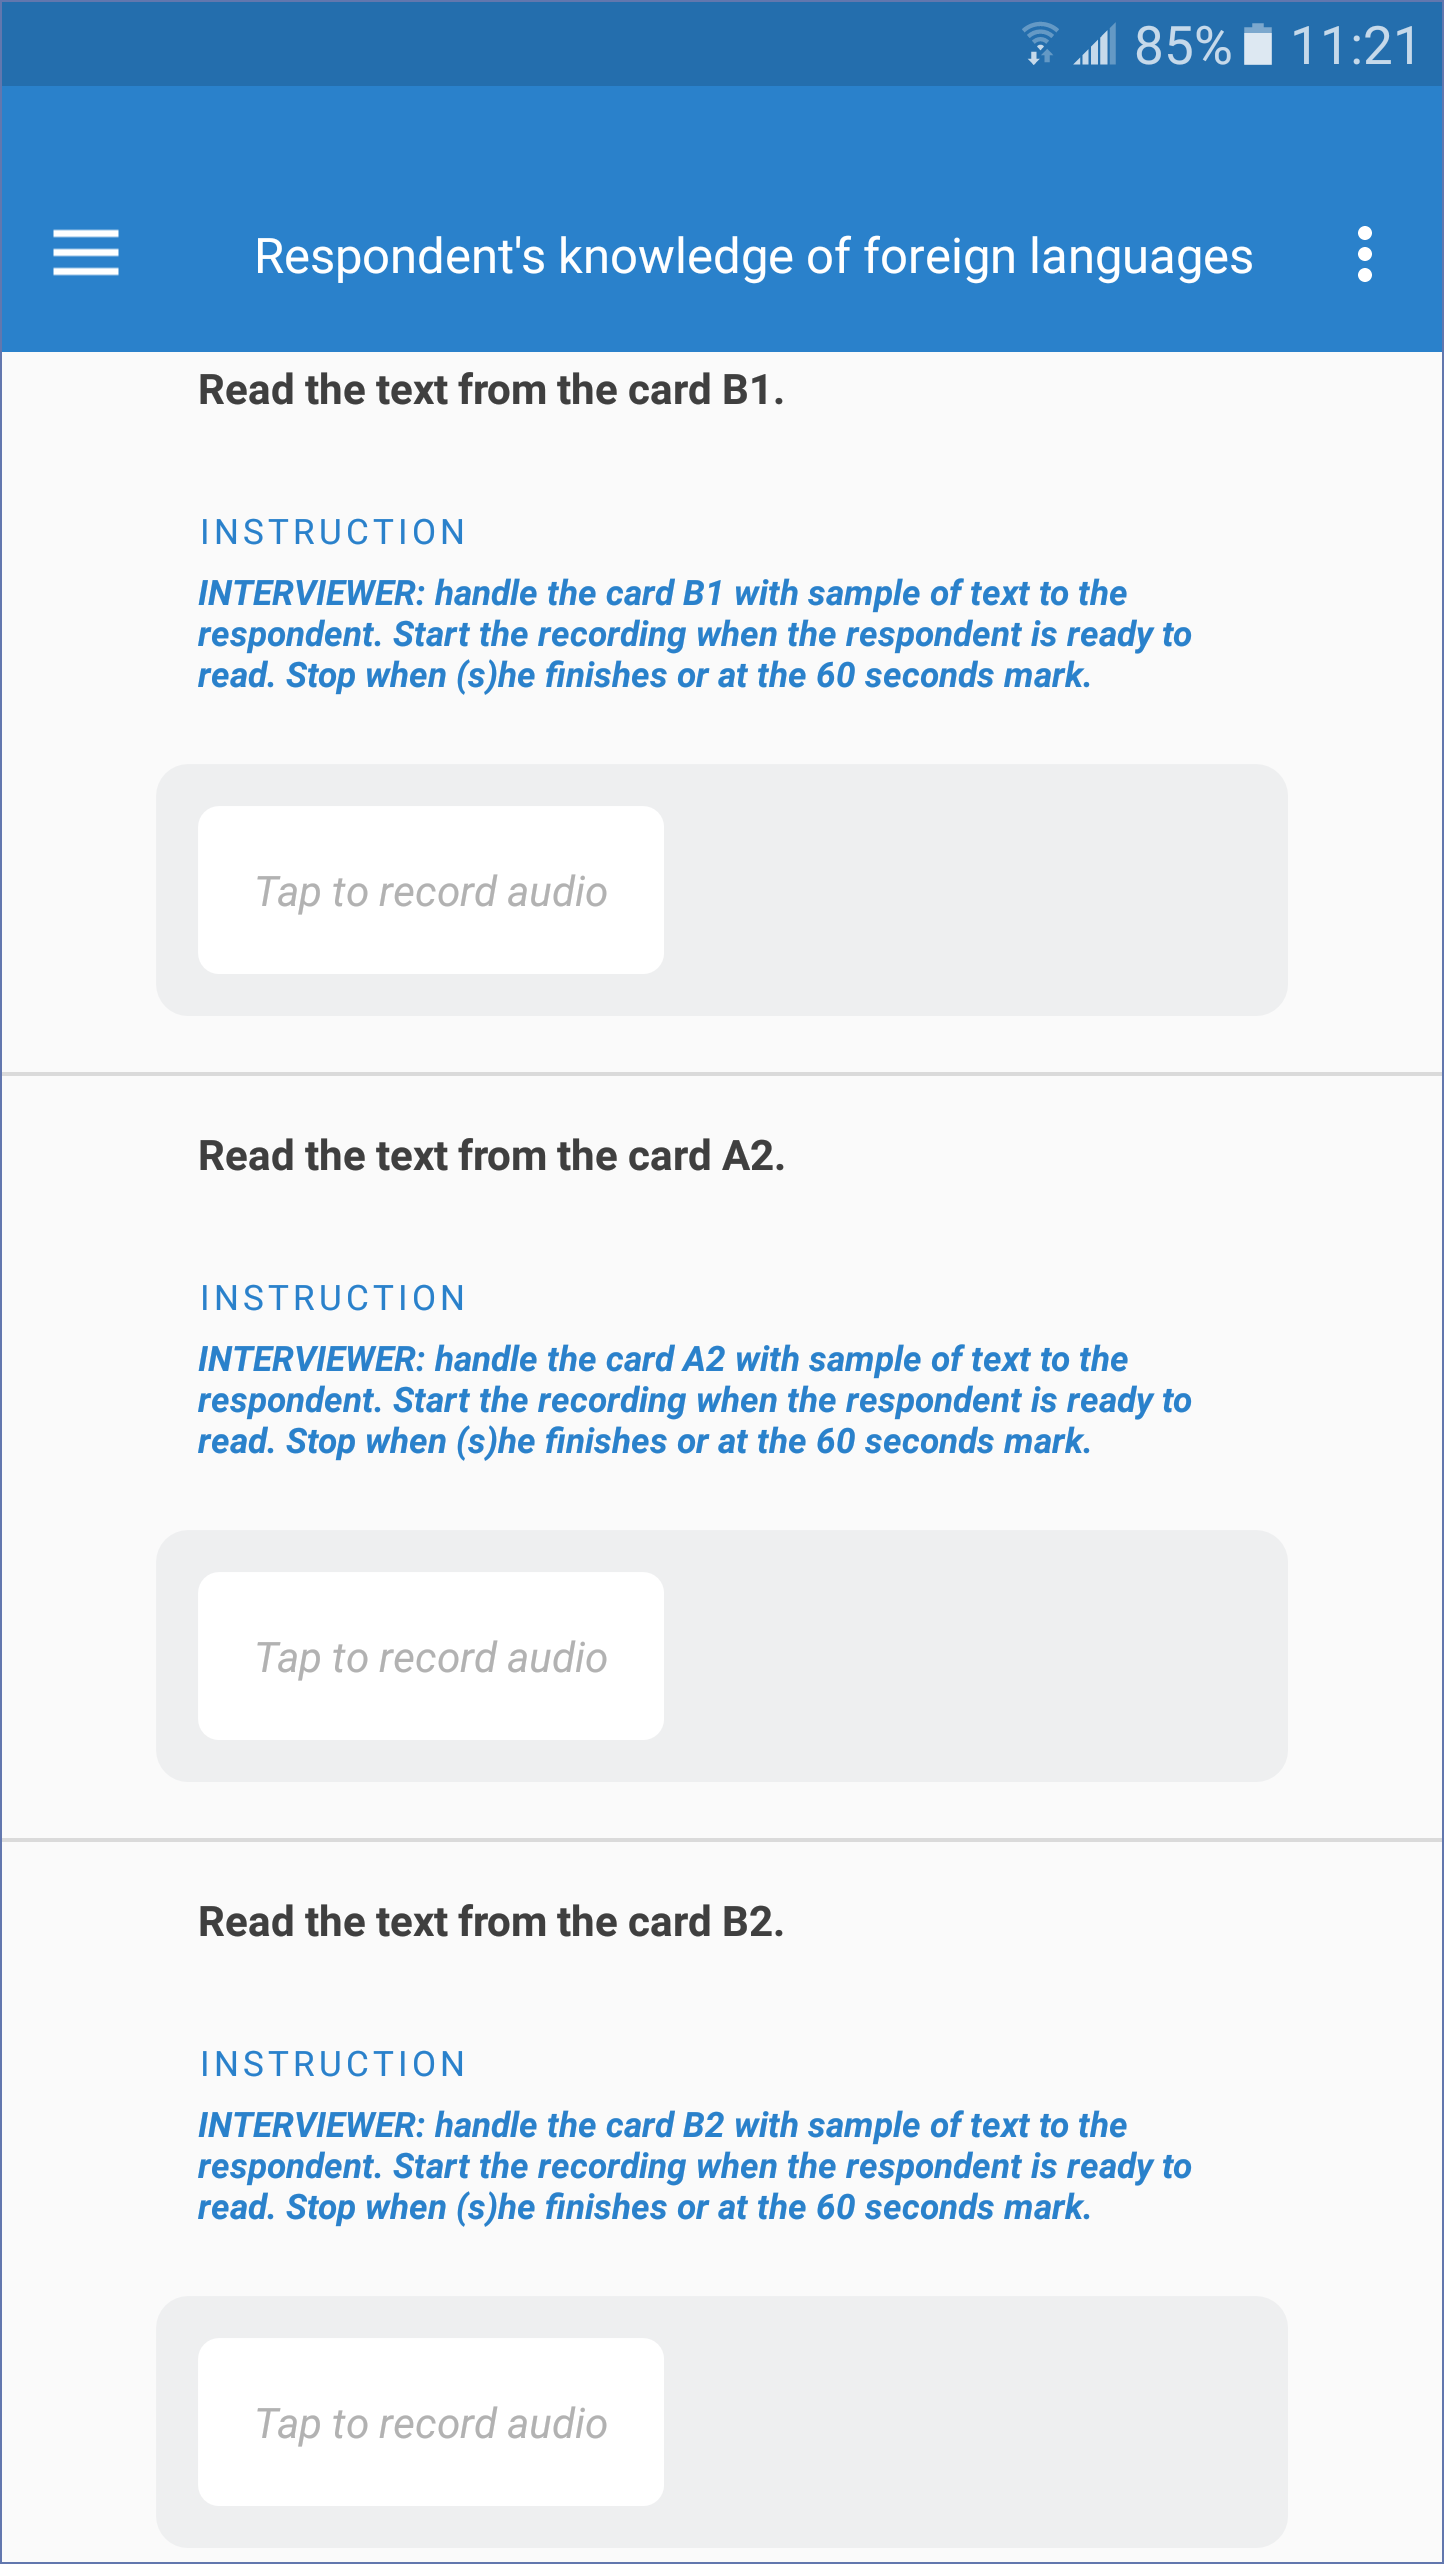 85% 11:21
Respondent's knowledge of foreign languages
Read the text from the card B1.
INSTRUCTION
INTERVIEWER: handle the card B1 with sample of text to the
respondent. Start the recording when the respondent is ready to
read. Stop when (s)he finishes or at the 60 seconds mark.
Tap to record audio
Read the text from the card A2.
INSTRUCTION
INTERVIEWER: handle the card A2 with sample of text to the
respondent. Start the recording when the respondent is ready to
read. Stop when (s)he finishes or at the 60 seconds mark.
Tap to record audio
Read the text from the card B2.
INSTRUCTION
INTERVIEWER: handle the card B2 with sample of text to the
respondent. Start the recording when the respondent is ready to
read. Stop when (s)he finishes or at the 60 seconds mark.
Tap to record audio